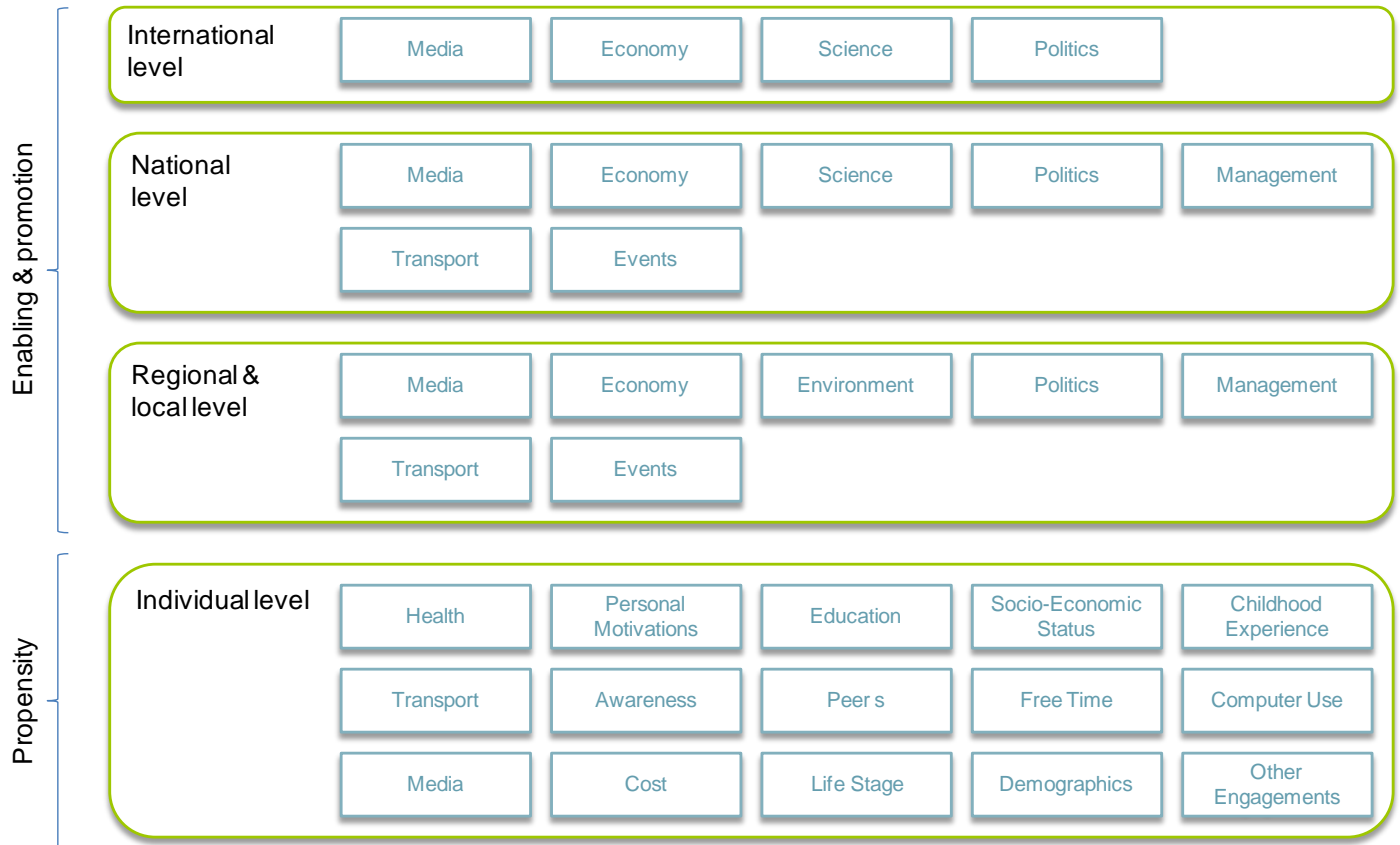 Enabling & promotion
International
level
Media
Economy
Science
Politics
National
level
Media
Economy
Science
Politics
Management
Transport
Events
Regional &
local level
Media
Economy
Environment
Politics
Management
Transport
Events
Propensity
Individual level
Health
Personal
Motivations
Education
Socio-Economic
Status
Childhood
Experience
Transport
Awareness
Peer s
Free Time
Computer Use
Media
Cost
Life Stage
Demographics
Other
Engagements